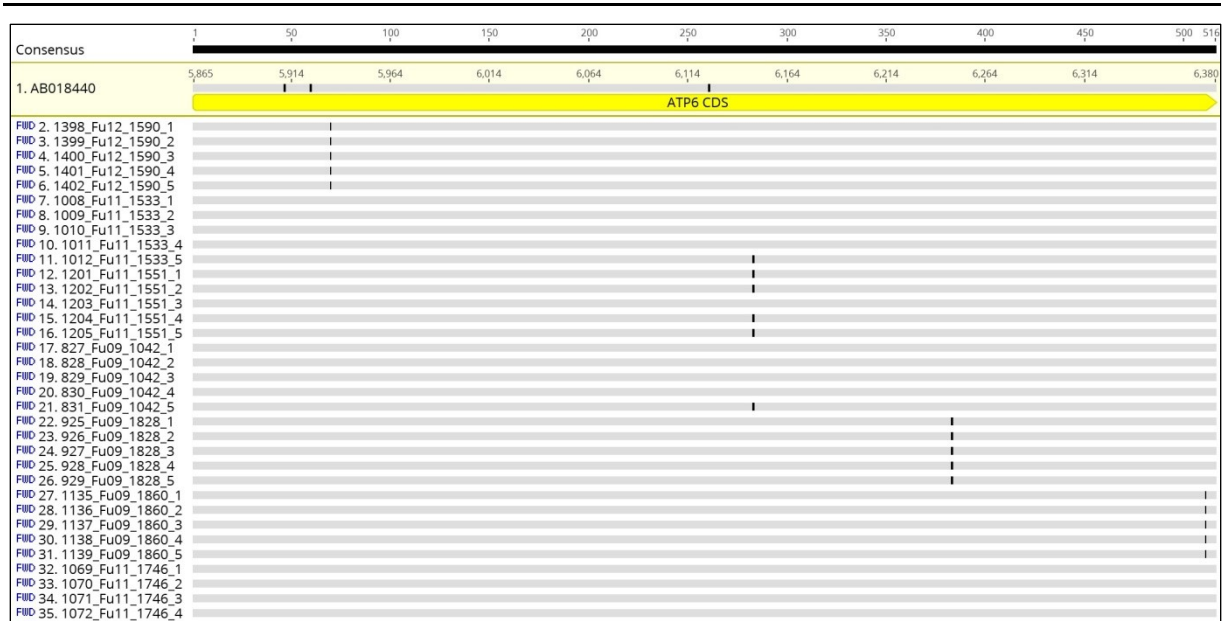 1 50 100 150 200 250 300 350 400 450 500 516
Consensus
5,865 5,914 5,964 6,014 6,064 6,114 6,164 6,214 6,264 6,314 6,380
1. AB018440
ATP6 CDS
FWD 2. 1398_Fu12_1590_1
FWD 3. 1399_Fu12_1590_2
FWD 4. 1400_Fu12_1590_3
FWD 5. 1401_Fu12_1590_4
FWD 6. 1402_Fu12_1590_5
FWD 7. 1008_Fu11_1533_1
FWD 8. 1009_Fu11_1533_2
FWD 9. 1010_Fu11_1533_3
FWD 10. 1011_Fu11_1533_4
FWD 11. 1012_Fu11_1533_5
FWD 12. 1201_Fu11_1551_1
FWD 13. 1202_Fu11_1551_2
FWD 14. 1203_Fu11_1551_3
FWD 15. 1204_Fu11_1551_4
FWD 16. 1205_Fu11_1551_5
FWD 17. 827_Fu09_1042_1
FWD 18. 828_Fu09_1042_2
FWD 19. 829_Fu09_1042_3
FWD 20. 830_Fu09_1042_4
FWD 21. 831_Fu09_1042_5
FWD 22. 925_Fu09_1828_1
FWD 23. 926_Fu09_1828_2
FWD 24. 927_Fu09_1828_3
FWD 25. 928_Fu09_1828_4
FWD 26. 929_Fu09_1828_5
FWD 27. 1135_Fu09_1860_1
FWD 28. 1136_Fu09_1860_2
FWD 29. 1137_Fu09_1860_3
FWD 30. 1138_Fu09_1860_4
FWD 31. 1139_Fu09_1860_5
FWD 32. 1069_Fu11_1746_1
FWD 33. 1070_Fu11_1746_2
FWD 34. 1071_Fu11_1746_3
FWD 35. 1072_Fu11_1746_4